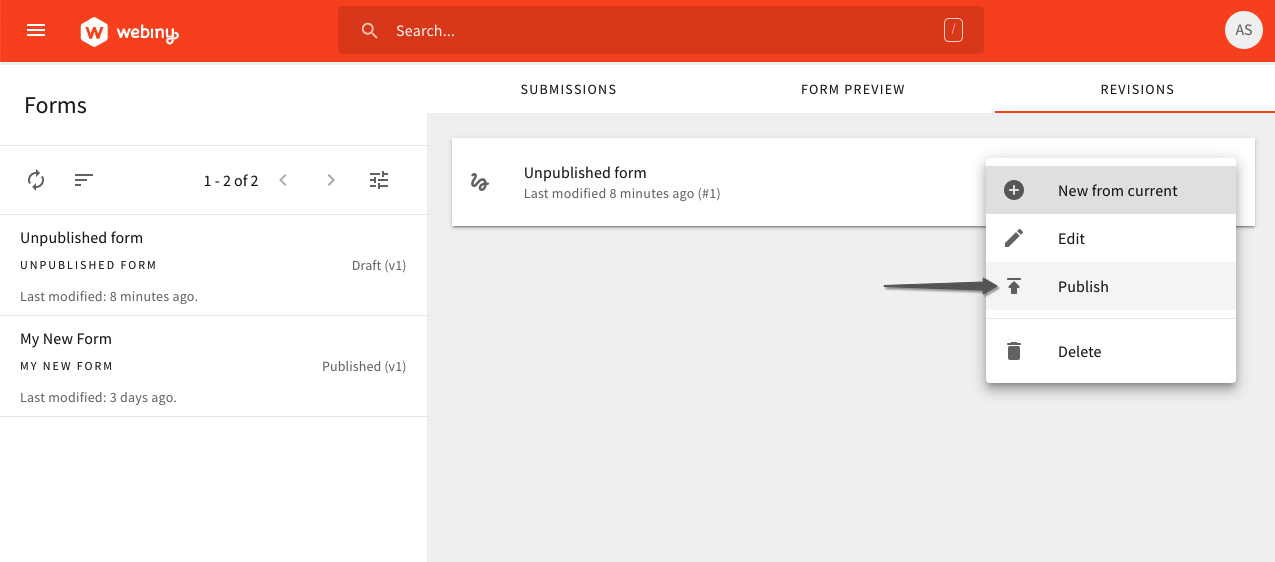 webiny
Search...
/
AS
Forms
SUBMISSIONS
FORM PREVIEW
REVISIONS
1 - 2 of 2
Unpublished form
UNPUBLISHED FORM
Draft (v1)
Last modified: 8 minutes ago.
My New Form
MY NEW FORM
Published (v1)
Last modified: 3 days ago.
Unpublished form
Last modified 8 minutes ago (#1)
New from current
Edit
Publish
Delete